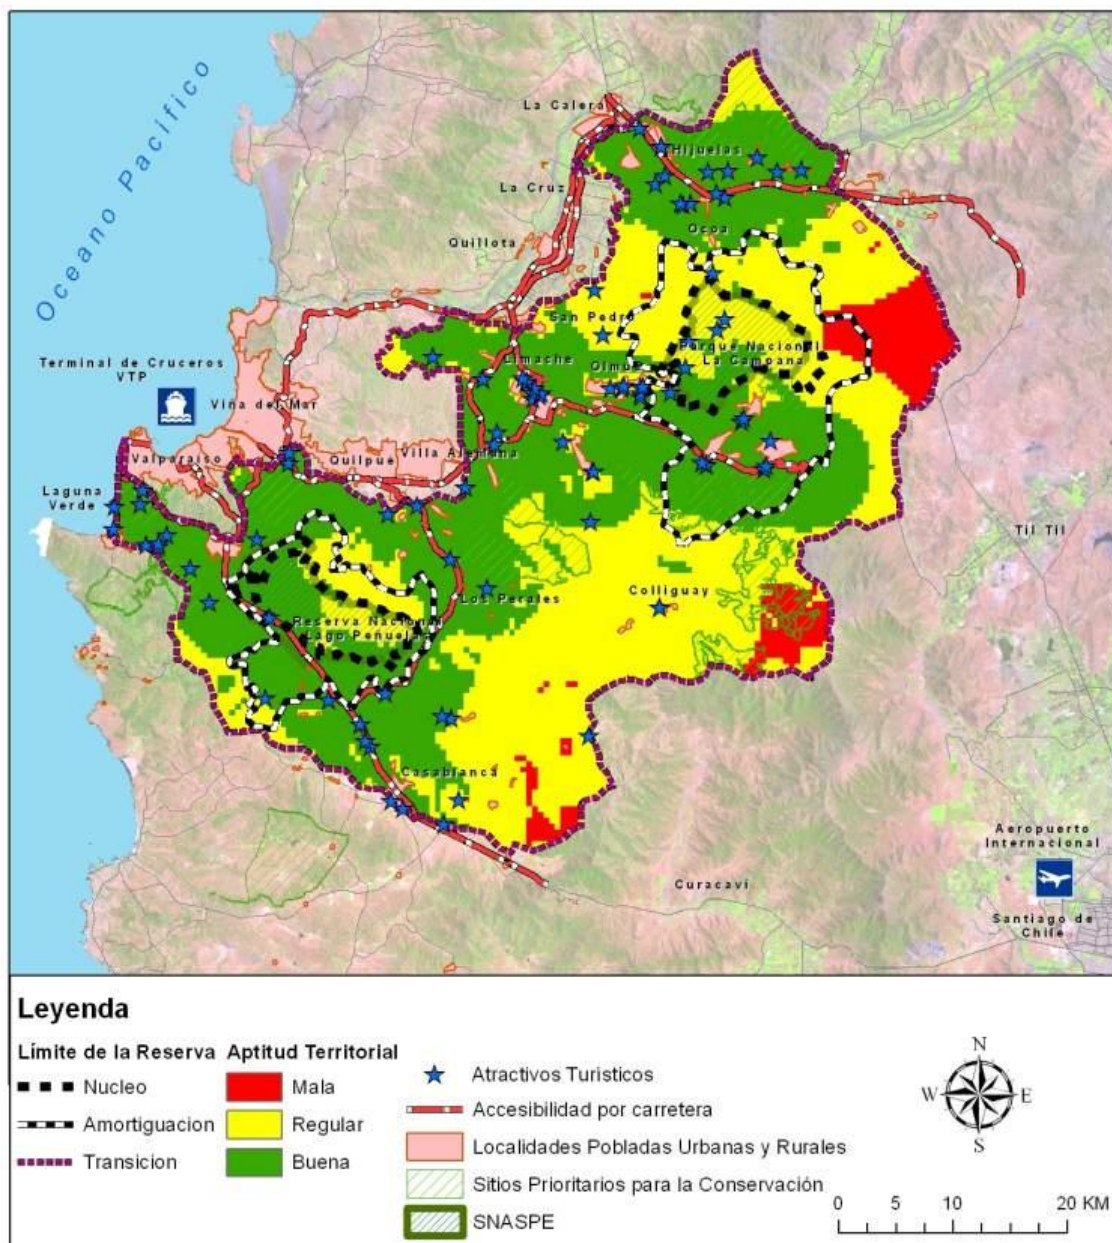 Oceano Pacifico
La Calera
Hijuelas
La Cruz
Ocoa
Quillota
San Pedro
Parque Nacional
La Campana
Terminal de Cruceros
VTP
Limache
Olmue
Viña del Mar
Valparaiso
Quilpue
Villa Alemana
Laguna
Verde
Til Til
Colliguay
Los Perales
Reserva Nacional
Lago Peñuelas
Casablanca
Aeropuerto
Internacional
Curacavi
Santiago de
Chile
Leyenda
Límite de la Reserva
Nucleo
Amortiguacion
Transicion
Aptitud Territorial
Mala
Regular
Buena
Atractivos Turisticos
Accesibilidad por carretera
Localidades Pobladas Urbanas y Rurales
Sitios Prioritarios para la Conservación
SNASPE
N
W
E
S
0 5 10 20 KM